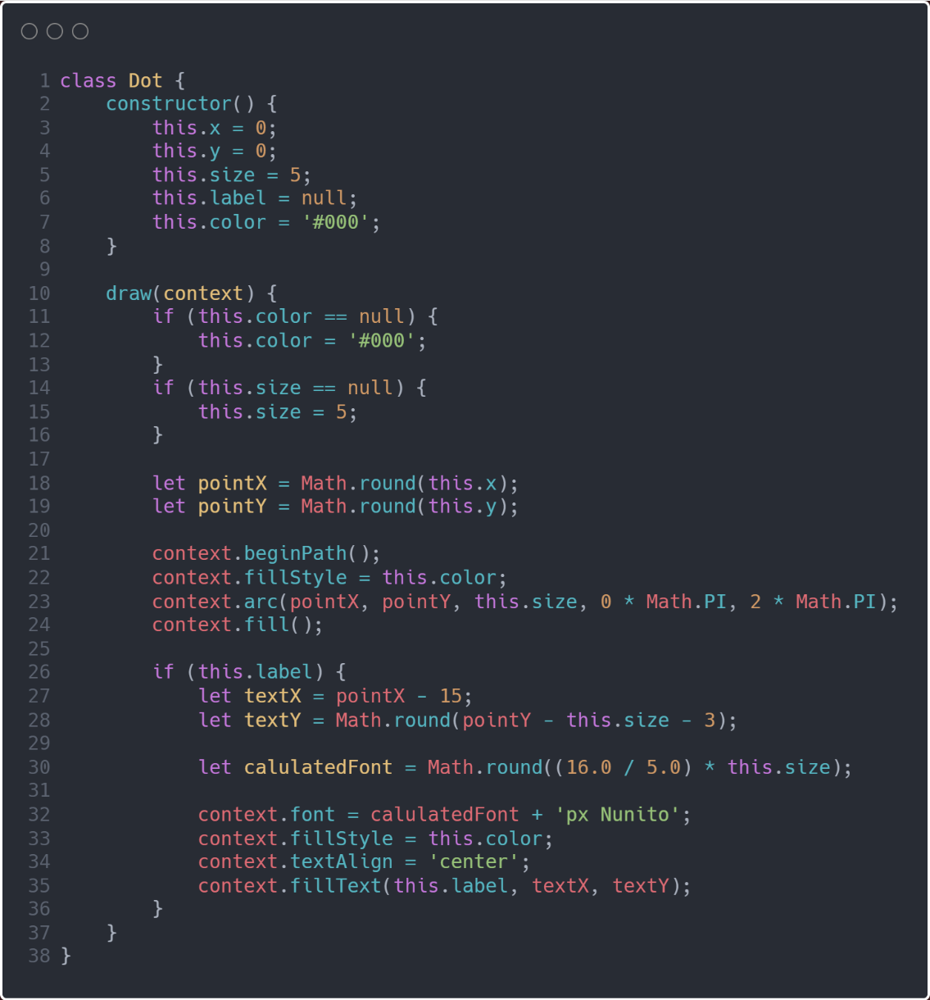 1 class Dot {
2     constructor() {
3         this.x = 0;
4         this.y = 0;
5         this.size = 5;
6         this.label = null;
7         this.color = '#000';
8     }
9
10     draw(context) {
11         if (this.color == null) {
12             this.color = '#000';
13         }
14         if (this.size == null) {
15             this.size = 5;
16         }
17
18         let pointX = Math.round(this.x);
19         let pointY = Math.round(this.y);
20
21         context.beginPath();
22         context.fillStyle = this.color;
23         context.arc(pointX, pointY, this.size, 0 * Math.PI, 2 * Math.PI);
24         context.fill();
25
26         if (this.label) {
27             let textX = pointX - 15;
28             let textY = Math.round(pointY - this.size - 3);
29
30             let calulatedFont = Math.round((16.0 / 5.0) * this.size);
31
32             context.font = calulatedFont + 'px Nunito';
33             context.fillStyle = this.color;
34             context.textAlign = 'center';
35             context.fillText(this.label, textX, textY);
36         }
37     }
38 }